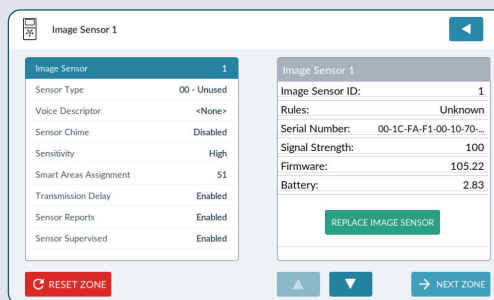 Image Sensor 1
Image Sensor 1
Sensor Type 00 - Unused
Voice Descriptor <None>
Sensor Chime Disabled
Sensitivity High
Smart Areas Assignment S1
Transmission Delay Enabled
Sensor Reports Enabled
Sensor Supervised Enabled
Image Sensor 1
Image Sensor ID: 1
Rules: Unknown
Serial Number: 00-1C-FA-F1-00-10-70-...
Signal Strength: 100
Firmware: 105.22
Battery: 2.83
REPLACE IMAGE SENSOR
RESET ZONE
NEXT ZONE